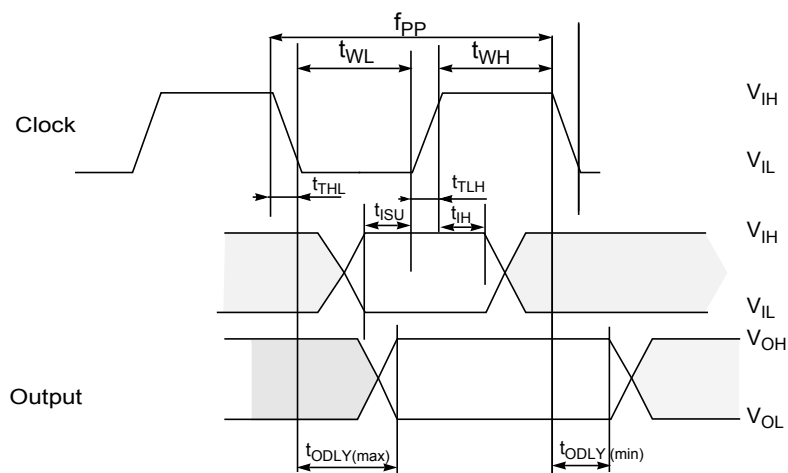 fPP
tWL tWH
Clock
VIH
VIL
tTHL tTLH
tISU tIH
VIH
VIL
VOH
Output
VOL
tODLY(max) tODLY (min)